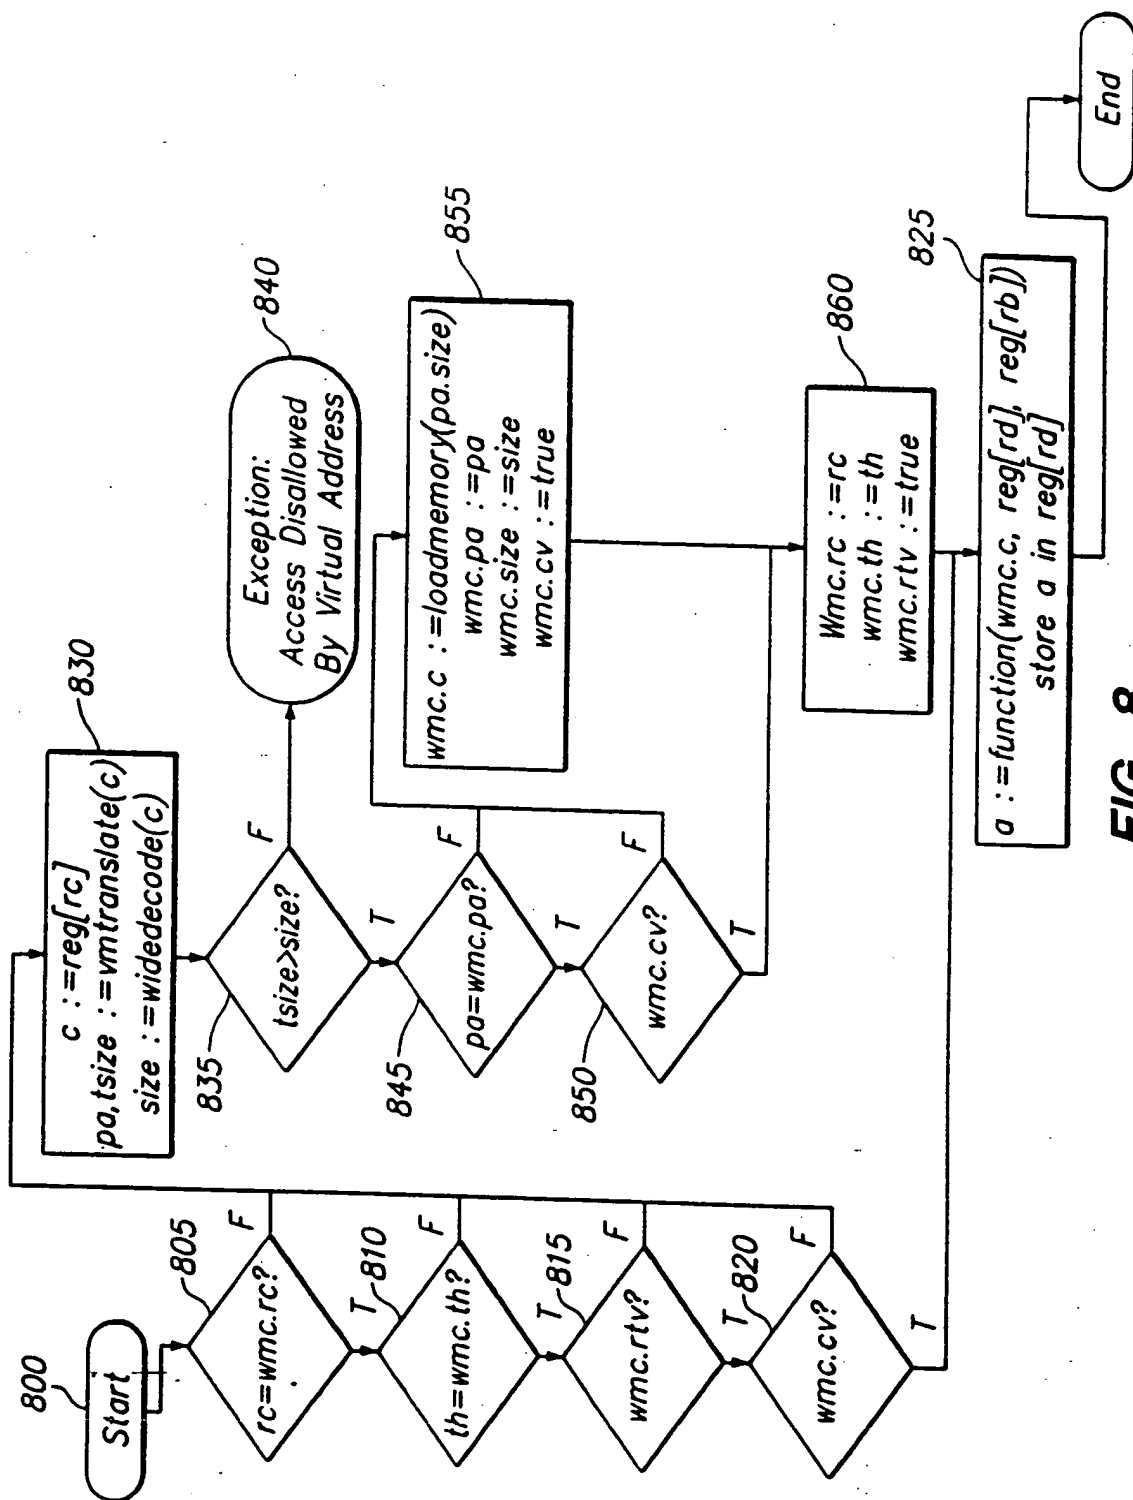 800
Start
805
rc=wmc.rc?
F
T
810
th=wmc.th?
F
T
815
wmc.rtv?
F
T
820
wmc.cv?
F
T
830
c :=reg[rc]
pa,tsize :=vmtranslate(c)
size :=widedecode(c)
835
tsize>size?
F
T
840
Exception:
Access Disallowed
By Virtual Address
845
pa=wmc.pa?
F
T
850
wmc.cv?
F
T
855
wmc.c :=loadmemory(pa.size)
wmc.pa :=pa
wmc.size :=size
wmc.cv :=true
860
Wmc.rc :=rc
wmc.th :=th
wmc.rtv :=true
825
a :=function(wmc.c, reg[rd], reg[rb])
store a in reg[rd]
End
FIG. 8